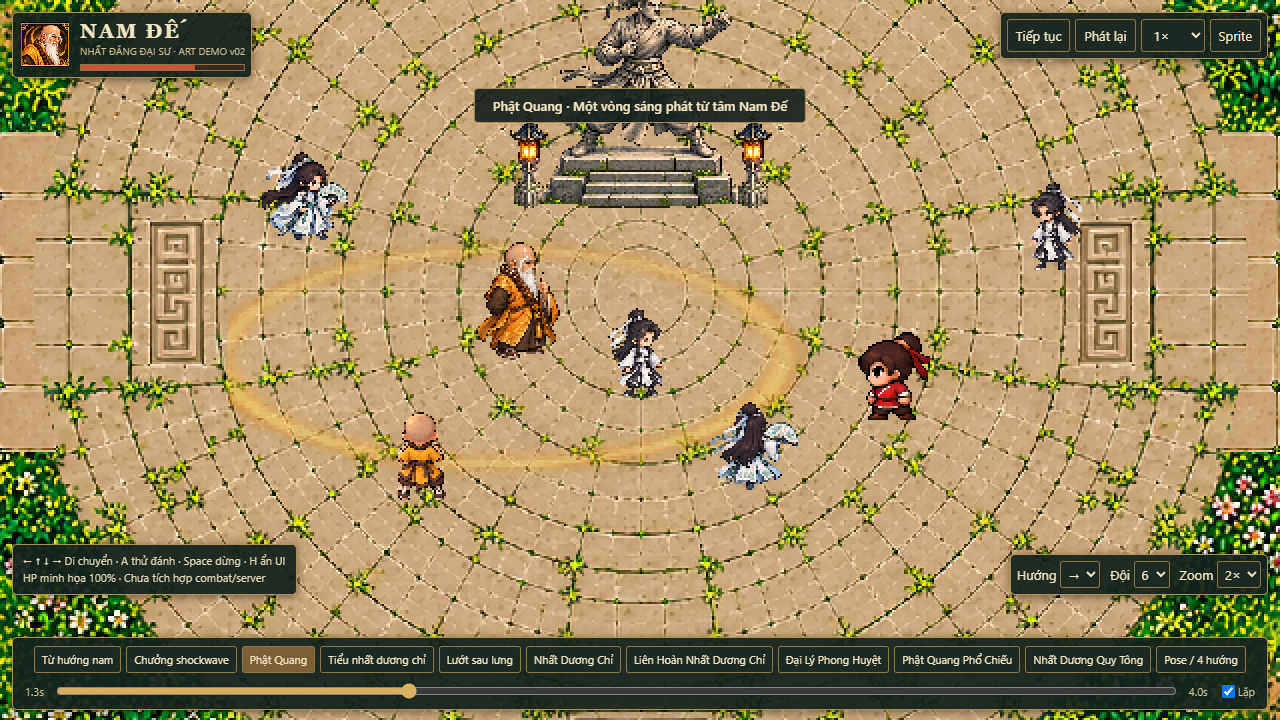 NAM ĐẾ
NHẤT ĐĂNG ĐẠI SƯ · ART DEMO v02
Tiếp tục
Phát lại
1×
Sprite
Phật Quang · Một vòng sáng phát từ tâm Nam Đế
← ↑ ↓ → Di chuyển · A thử đánh · Space dừng · H ẩn UI
HP minh họa 100% · Chưa tích hợp combat/server
Hướng → Đội 6 Zoom 2×
Từ hướng nam
Chưởng shockwave
Phật Quang
Tiểu nhất dương chỉ
Lướt sau lưng
Nhất Dương Chỉ
Liên Hoàn Nhất Dương Chỉ
Đại Lý Phong Huyệt
Phật Quang Phổ Chiếu
Nhất Dương Quy Tông
Pose / 4 hướng
1.3s
4.0s
Lặp